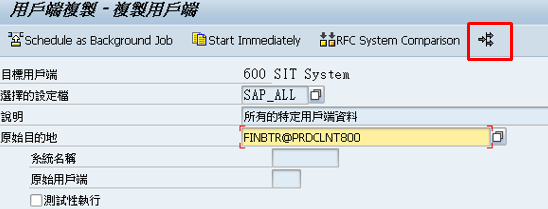 用戶端複製 - 複製用戶端
Schedule as Background Job Start Immediately RFC System Comparison
目標用戶端 600 SIT System
選擇的設定檔 SAP_ALL
說明 所有的特定用戶端資料
原始目的地 FINBTR@PRDCLNT800
系統名稱
原始用戶端
測試性執行